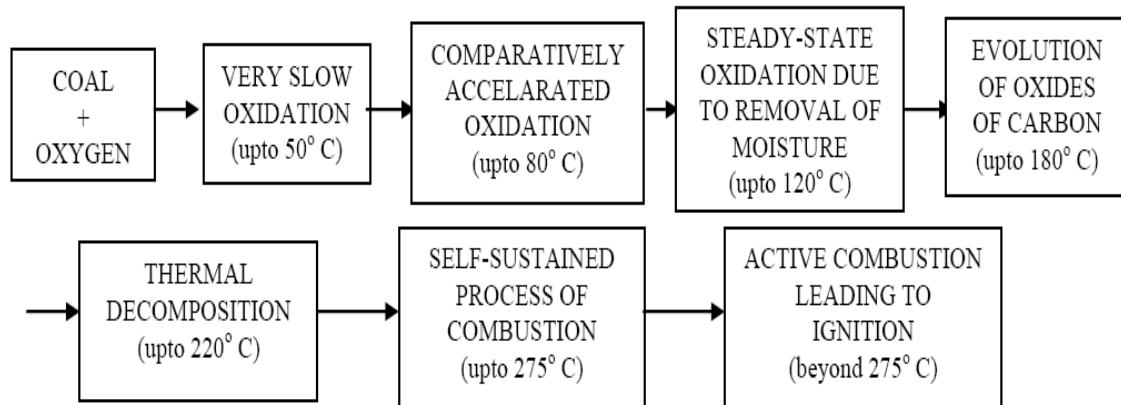 COAL
+
OXYGEN
VERY SLOW
OXIDATION
(upto 50° C)
COMPARATIVELY
ACCELARATED
OXIDATION
(upto 80° C)
STEADY-STATE
OXIDATION DUE
TO REMOVAL OF
MOISTURE
(upto 120° C)
EVOLUTION
OF OXIDES
OF CARBON
(upto 180° C)
THERMAL
DECOMPOSITION
(upto 220° C)
SELF-SUSTAINED
PROCESS OF
COMBUSTION
(upto 275° C)
ACTIVE COMBUSTION
LEADING TO
IGNITION
(beyond 275° C)